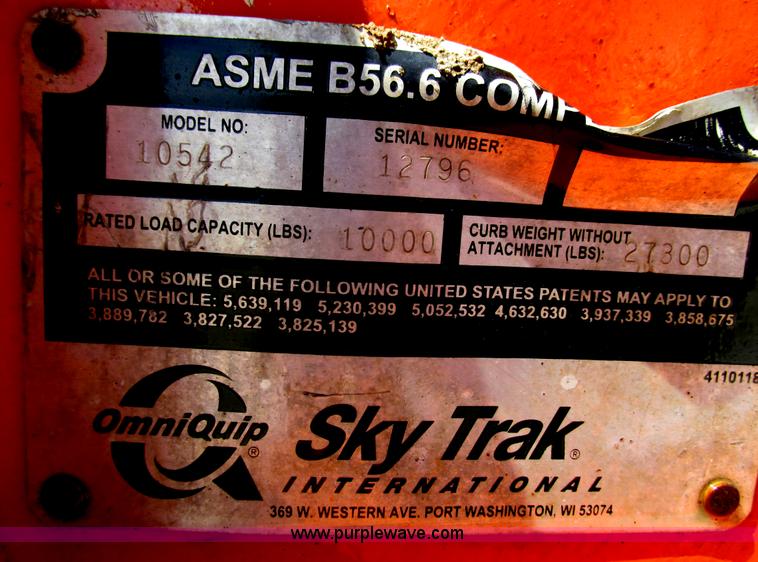 ASME B56.6
MODEL NO:
10542
SERIAL NUMBER:
12796
RATED LOAD CAPACITY (LBS):
10000
CURB WEIGHT WITHOUT
ATTACHMENT (LBS):
27300
ALL OR SOME OF THE FOLLOWING UNITED STATES PATENTS MAY APPLY TO
THIS VEHICLE: 5,639,119 5,230,399 5,052,532 4,632,630 3,937,339 3,858,675
3,889,782 3,827,522 3,825,139
4110118
OmniQuip®
Sky Trak®
INTERNATIONAL
369 W. WESTERN AVE. PORT WASHINGTON, WI 53074
www.purplewave.com